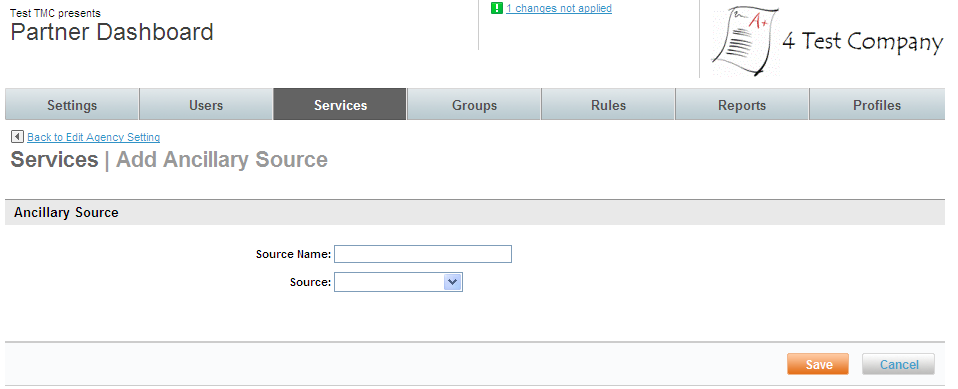 Test TMC presents
Partner Dashboard
1 changes not applied
A+
4 Test Company
Settings Users Services Groups Rules Reports Profiles
Back to Edit Agency Setting
Services | Add Ancillary Source
Ancillary Source
Source Name:
Source:
Save Cancel